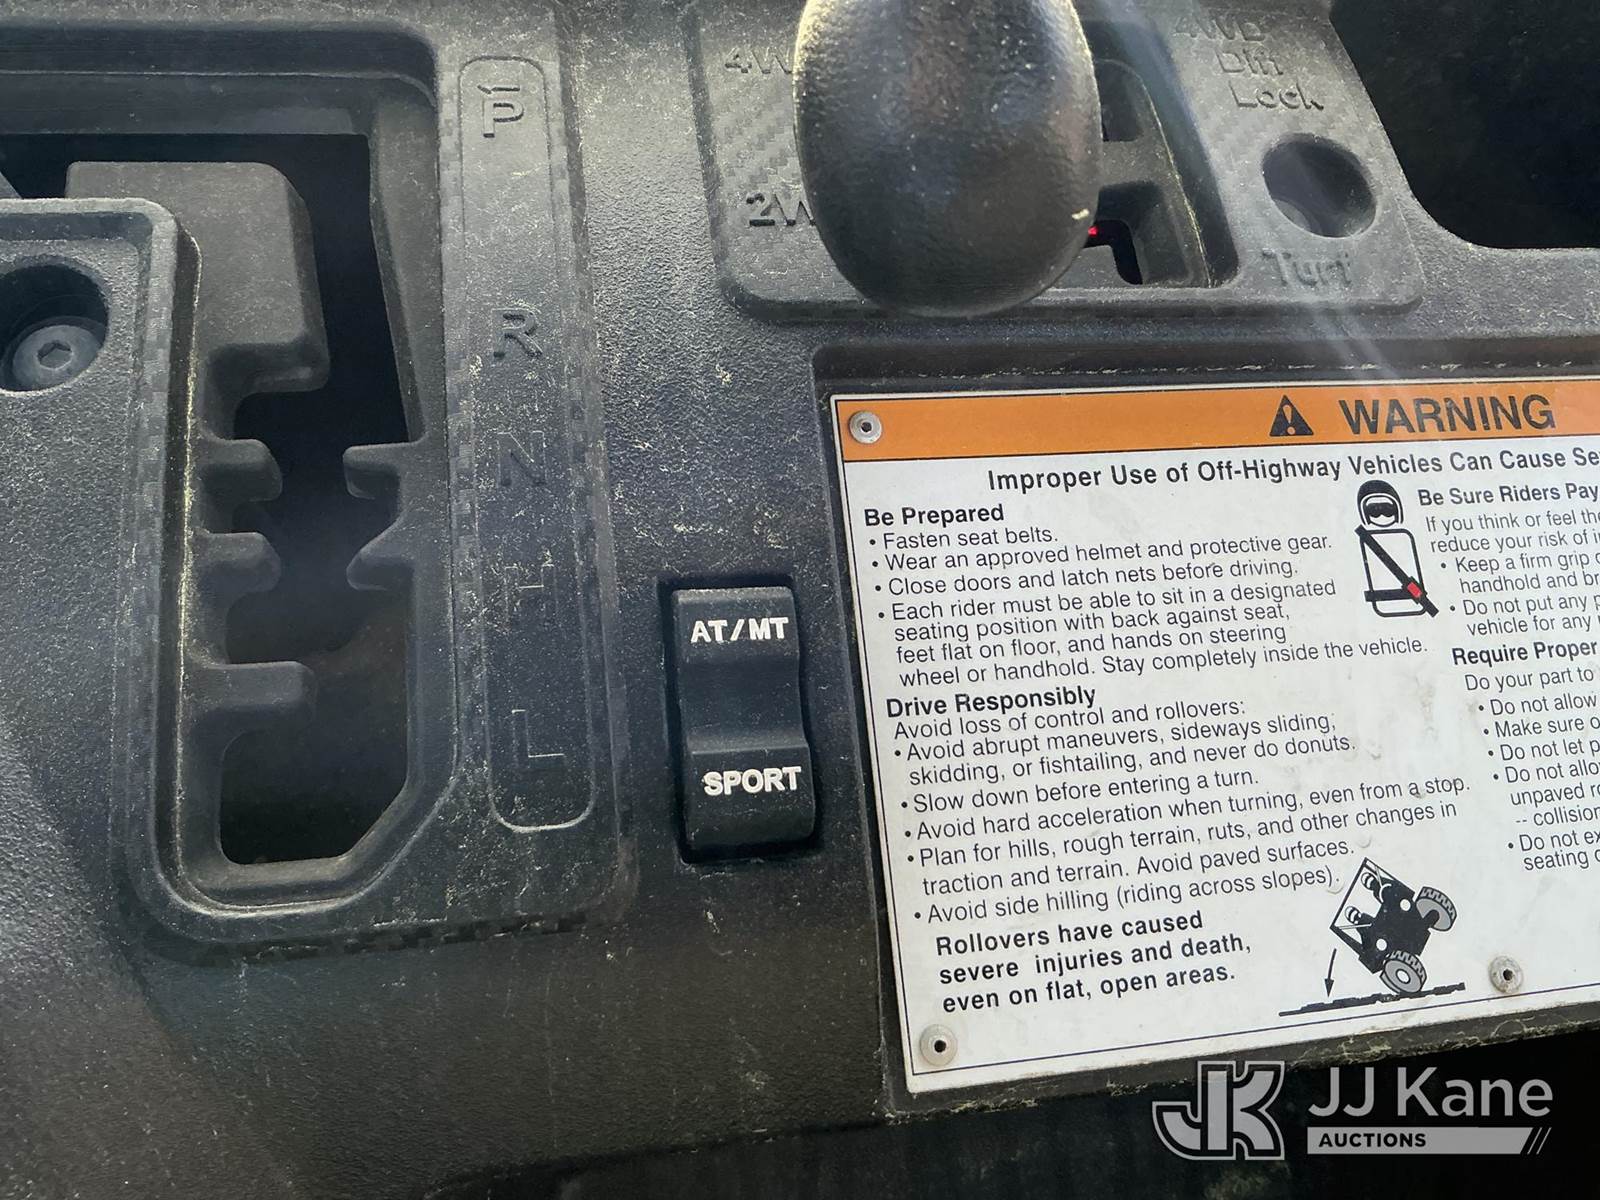 P
R
N
H
L
4WD
Diff
Lock
Turf
AT/MT
SPORT
WARNING
Improper Use of Off-Highway Vehicles Can Cause
Be Prepared
• Fasten seat belts.
• Wear an approved helmet and protective gear.
• Close doors and latch nets before driving.
• Each rider must be able to sit in a designated
seating position with back against seat,
feet flat on floor, and hands on steering
wheel or handhold. Stay completely inside the vehicle.
Drive Responsibly
Avoid loss of control and rollovers:
• Avoid abrupt maneuvers, sideways sliding,
skidding, or fishtailing, and never do donuts.
• Slow down before entering a turn.
• Avoid hard acceleration when turning, even from a stop.
• Plan for hills, rough terrain, ruts, and other changes in
traction and terrain. Avoid paved surfaces.
• Avoid side hilling (riding across slopes).
Rollovers have caused
severe injuries and death,
even on flat, open areas.
Be Sure Riders Pay
If you think or feel
reduce your risk of
• Keep a firm grip
handhold and
• Do not put any
vehicle for any
Require Proper
Do your part to
• Do not allow
• Make sure
• Do not let
• Do not
unpaved
-- collision
• Do not
seating
JK JJ Kane
AUCTIONS